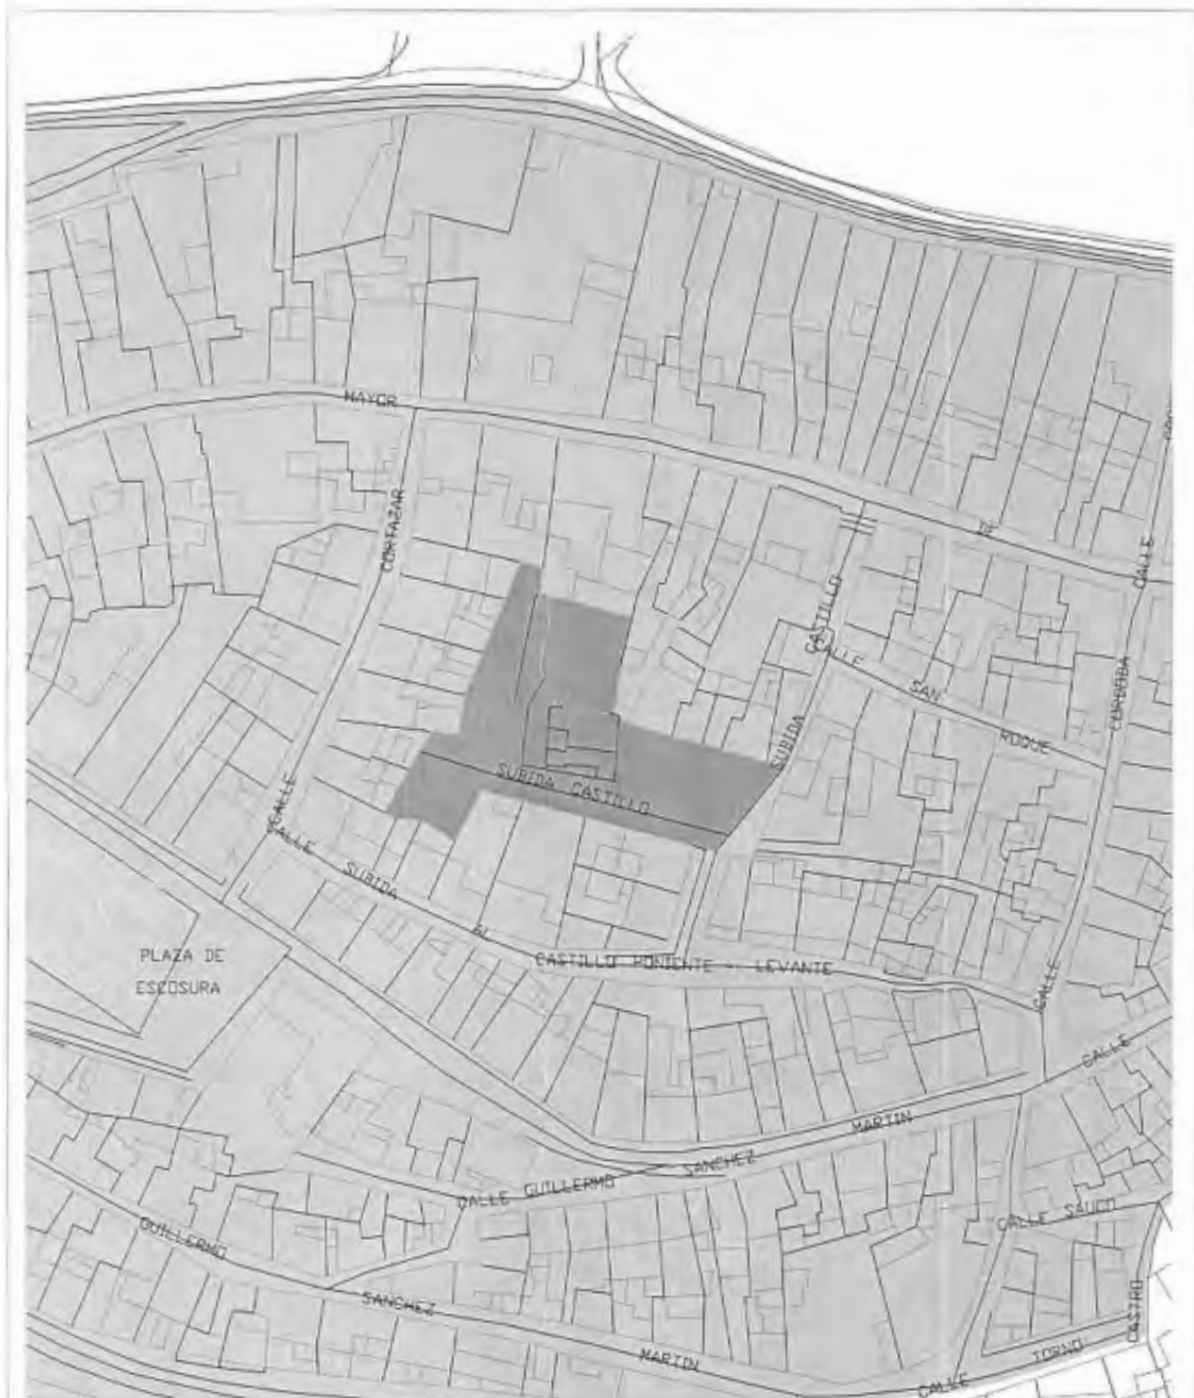 MAYOR
CORTAZAR
DE
CALLE
CASTILLO
CALLE
SAN
ROQUE
CORDOBA
SUBIDA
SUBIDA CASTILLO
CALLE
CALLE
SUBIDA
AL
CASTILLO PONIENTE - LEVANTE
CALLE
PLAZA DE
ESCOSURA
CALLE
MARTIN
SANCHEZ
CALLE GUILLERMO
CALLE SAUCO
GUILLERMO
SANCHEZ
MARTIN
CASTRO
TORNO
CALLE